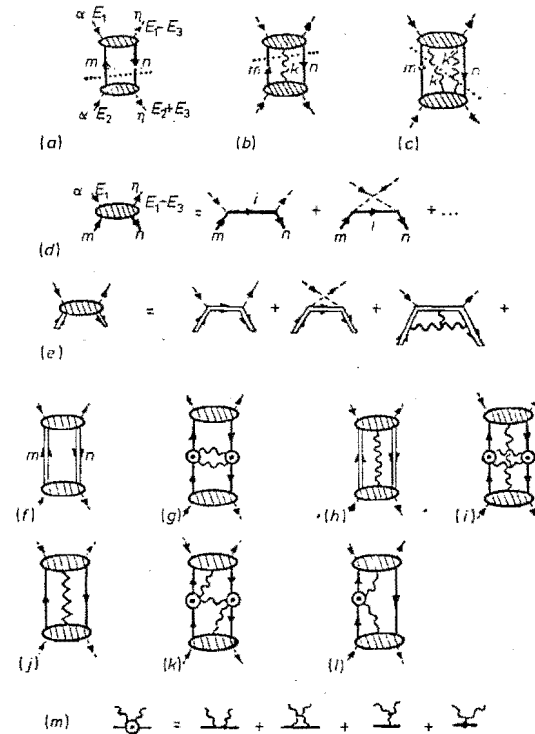 α E₁ η E₁-E₃
m n
α E₂ η E₂+E₃
(a)
m k n
(b)
m k k n
(c)
α E₁ η E₁-E₃ = i + + ...
m n m n m i n
(d)
= + + +
(e)
m n
(f)
(g)
(h)
(i)
(j)
(k)
(l)
(m) = + + +